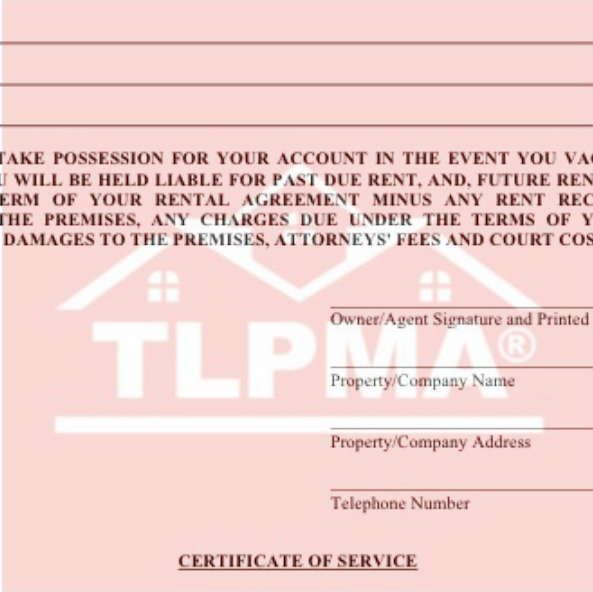 TAKE POSSESSION FOR YOUR ACCOUNT IN THE EVENT YOU VA
WILL BE HELD LIABLE FOR PAST DUE RENT, AND, FUTURE REN
TERM OF YOUR RENTAL AGREEMENT MINUS ANY RENT REC
THE PREMISES, ANY CHARGES DUE UNDER THE TERMS OF Y
DAMAGES TO THE PREMISES, ATTORNEYS' FEES AND COURT COS
Owner/Agent Signature and Printed
TLPMA®
Property/Company Name
Property/Company Address
Telephone Number
CERTIFICATE OF SERVICE